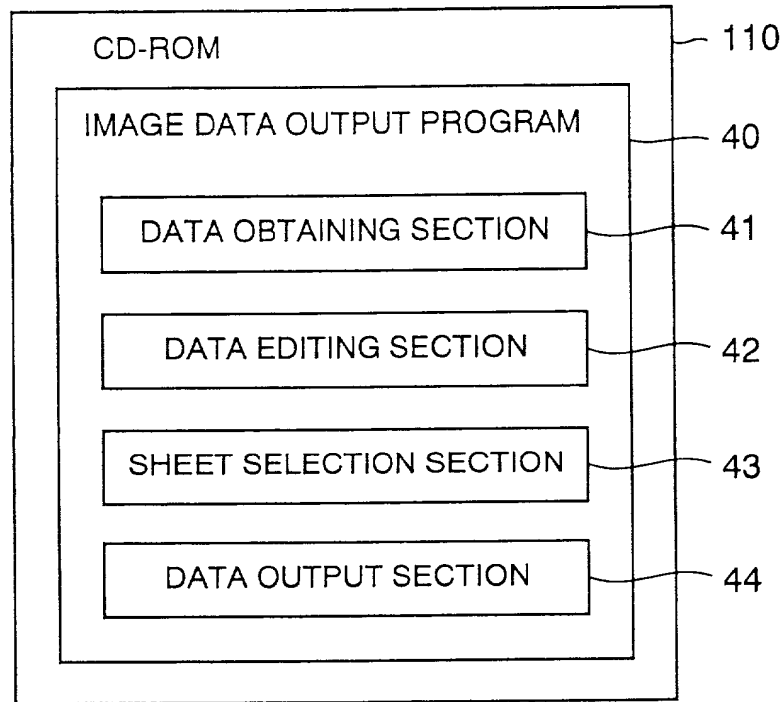 CD-ROM
110
IMAGE DATA OUTPUT PROGRAM
40
DATA OBTAINING SECTION
41
DATA EDITING SECTION
42
SHEET SELECTION SECTION
43
DATA OUTPUT SECTION
44